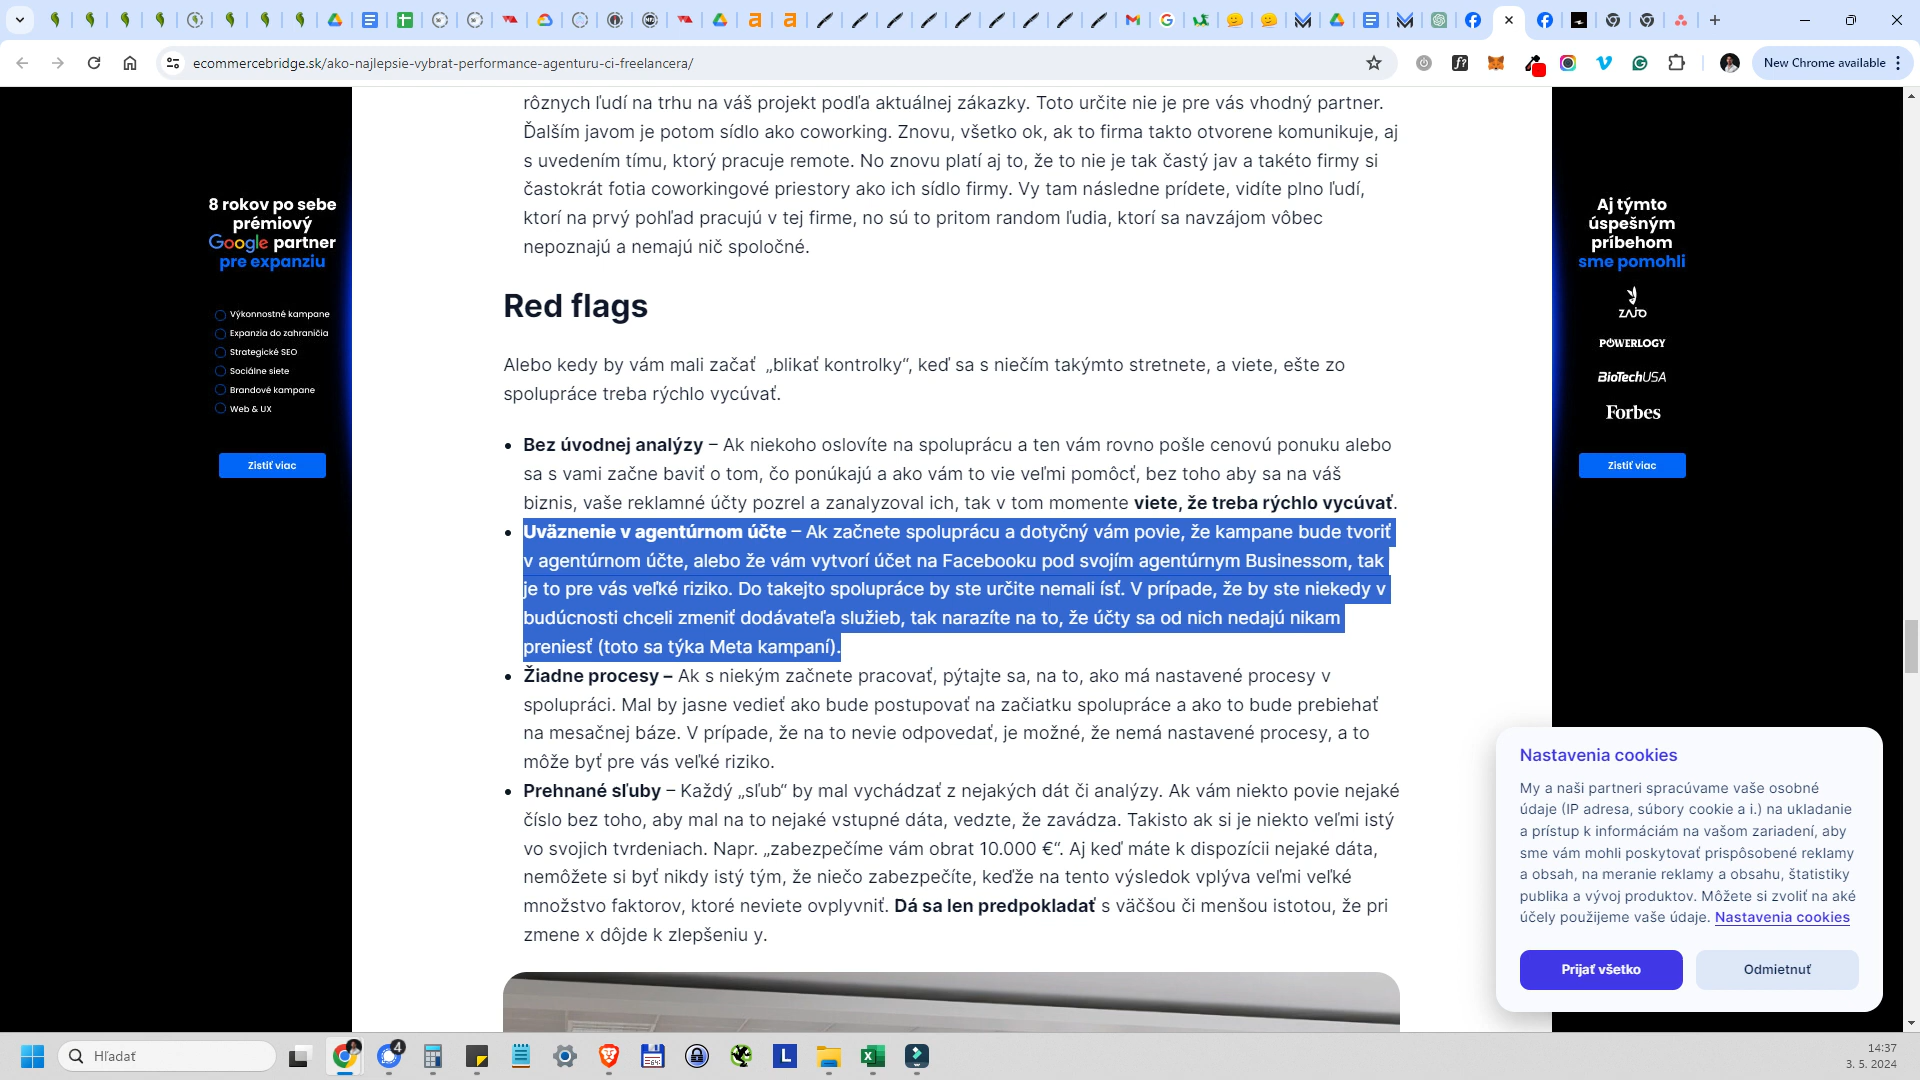 ecommercebridge.sk/ako-najlepsie-vybrat-performance-agenturu-ci-freelancera/
New Chrome available
rôznych ľudí na trhu na váš projekt podľa aktuálnej zákazky. Toto určite nie je pre vás vhodný partner.
Ďalším javom je potom sídlo ako coworking. Znovu, všetko ok, ak to firma takto otvorene komunikuje, aj
s uvedením tímu, ktorý pracuje remote. No znovu platí aj to, že to nie je tak častý jav a takéto firmy si
častokrát fotia coworkingové priestory ako ich sídlo firmy. Vy tam následne prídete, vidíte plno ľudí,
ktorí na prvý pohľad pracujú v tej firme, no sú to pritom random ľudia, ktorí sa navzájom vôbec
nepoznajú a nemajú nič spoločné.
Red flags
Alebo kedy by vám mali začať „blikať kontrolky“, keď sa s niečím takýmto stretnete, a viete, ešte zo
spolupráce treba rýchlo vycúvať.
• Bez úvodnej analýzy – Ak niekoho oslovíte na spoluprácu a ten vám rovno pošle cenovú ponuku alebo
sa s vami začne baviť o tom, čo ponúkajú a ako vám to vie veľmi pomôcť, bez toho aby sa na váš
biznis, vaše reklamné účty pozrel a zanalyzoval ich, tak v tom momente viete, že treba rýchlo vycúvať.
• Uväznenie v agentúrnom účte – Ak začnete spoluprácu a dotyčný vám povie, že kampane bude tvoriť
v agentúrnom účte, alebo že vám vytvorí účet na Facebooku pod svojím agentúrnym Businessom, tak
je to pre vás veľké riziko. Do takejto spolupráce by ste určite nemali ísť. V prípade, že by ste niekedy v
budúcnosti chceli zmeniť dodávateľa služieb, tak narazíte na to, že účty sa od nich nedajú nikam
preniesť (toto sa týka Meta kampaní).
• Žiadne procesy – Ak s niekým začnete pracovať, pýtajte sa, na to, ako má nastavené procesy v
spolupráci. Mal by jasne vedieť ako bude postupovať na začiatku spolupráce a ako to bude prebiehať
na mesačnej báze. V prípade, že na to nevie odpovedať, je možné, že nemá nastavené procesy, a to
môže byť pre vás veľké riziko.
• Prehnané sľuby – Každý „sľub“ by mal vychádzať z nejakých dát či analýzy. Ak vám niekto povie nejaké
číslo bez toho, aby mal na to nejaké vstupné dáta, vedzte, že zavádza. Takisto ak si je niekto veľmi istý
vo svojich tvrdeniach. Napr. „zabezpečíme vám obrat 10.000 €“. Aj keď máte k dispozícii nejaké dáta,
nemôžete si byť nikdy istý tým, že niečo zabezpečíte, keďže na tento výsledok vplýva veľmi veľké
množstvo faktorov, ktoré neviete ovplyvniť. Dá sa len predpokladať s väčšou či menšou istotou, že pri
zmene x dôjde k zlepšeniu y.
8 rokov po sebe
prémiový
Google partner
pre expanziu
Výkonnostné kampane
Expanzia do zahraničia
Strategické SEO
Sociálne siete
Brandové kampane
Web & UX
Zistiť viac
Aj týmto
úspešným
príbehom
sme pomohli
ZAJO
POWERLOGY
BioTechUSA
Forbes
Zistiť viac
Nastavenia cookies
My a naši partneri spracúvame vaše osobné
údaje (IP adresa, súbory cookie a i.) na ukladanie
a prístup k informáciám na vašom zariadení, aby
sme vám mohli poskytovať prispôsobené reklamy
a obsah, na meranie reklamy a obsahu, štatistiky
publika a vývoj produktov. Môžete si zvoliť na aké
účely použijeme vaše údaje. Nastavenia cookies
Prijať všetko
Odmietnuť
Hľadať
4
L
14:37
3. 5. 2024